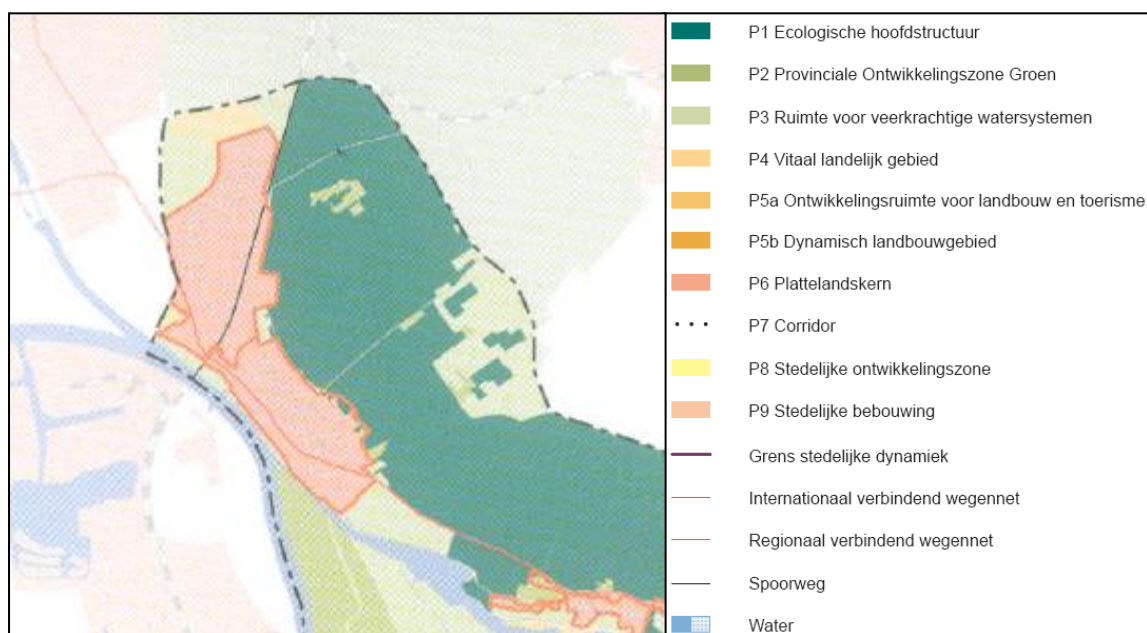 P1 Ecologische hoofdstructuur
P2 Provinciale Ontwikkelingszone Groen
P3 Ruimte voor veerkrachtige watersystemen
P4 Vitaal landelijk gebied
P5a Ontwikkelingsruimte voor landbouw en toerisme
P5b Dynamisch landbouwgebied
P6 Plattelandskern
P7 Corridor
P8 Stedelijke ontwikkelingszone
P9 Stedelijke bebouwing
Grens stedelijke dynamiek
Internationaal verbindend wegennet
Regionaal verbindend wegennet
Spoorweg
Water